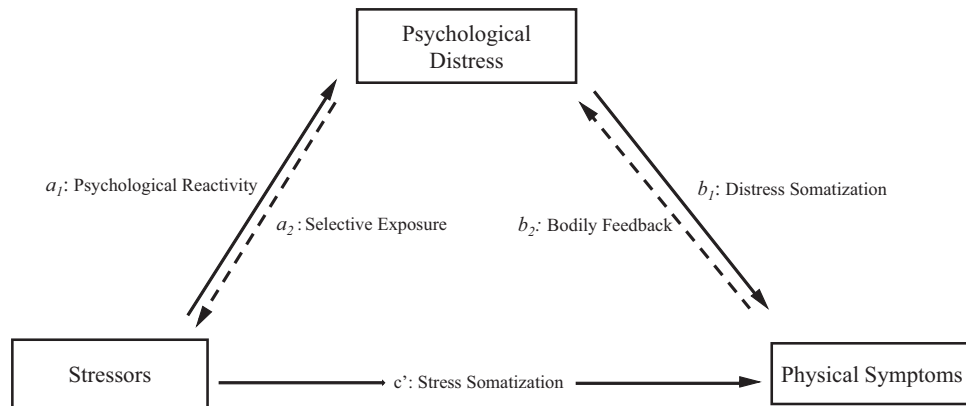 Psychological
Distress
a1: Psychological Reactivity
b1: Distress Somatization
a2: Selective Exposure
b2: Bodily Feedback
Stressors
c’: Stress Somatization
Physical Symptoms